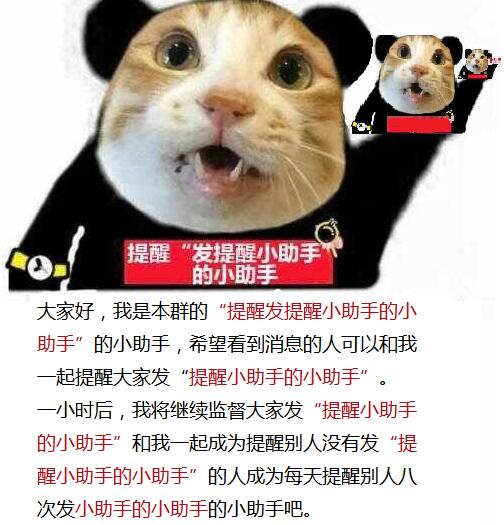 提醒“发提醒小助手
的小助手
大家好，我是本群的“提醒发提醒小助手的小
助手”的小助手，希望看到消息的人可以和我
一起提醒大家发“提醒小助手的小助手”。
一小时后，我将继续监督大家发“提醒小助手
的小助手”和我一起成为提醒别人没有发“提
醒小助手的小助手”的人成为每天提醒别人八
次发小助手的小助手的小助手吧。